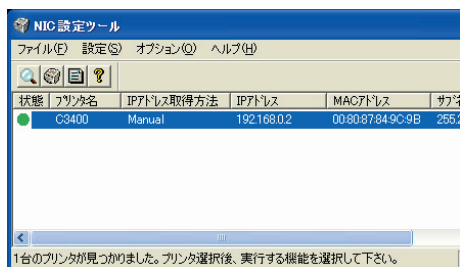 NIC 設定ツール
ファイル(F) 設定(S) オプション(O) ヘルプ(H)
状態 プリンタ名 IPアドレス取得方法 IPアドレス MACアドレス サブネ
C3400 Manual 192.168.0.2 00:80:87:84:9C:9B 255.2
1台のプリンタが見つかりました。プリンタ選択後、実行する機能を選択して下さい。